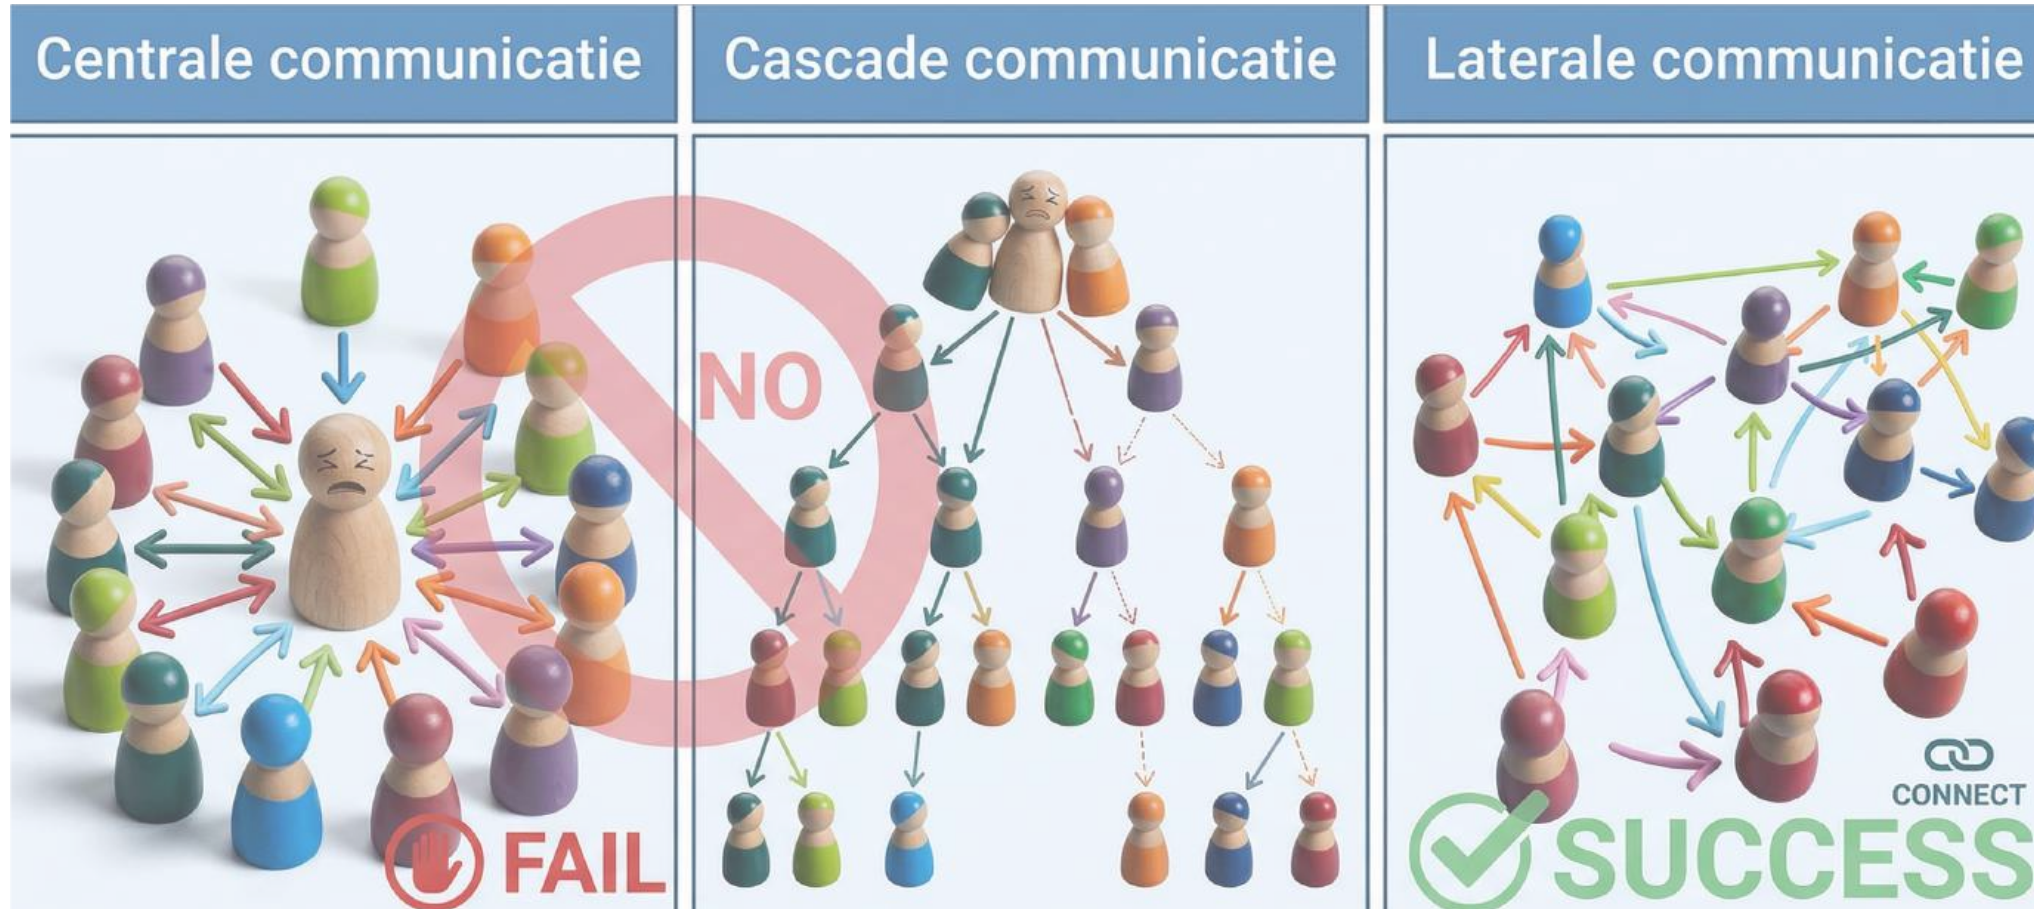 Centrale communicatie
Cascade communicatie
Laterale communicatie
NO
FAIL
CONNECT
SUCCESS